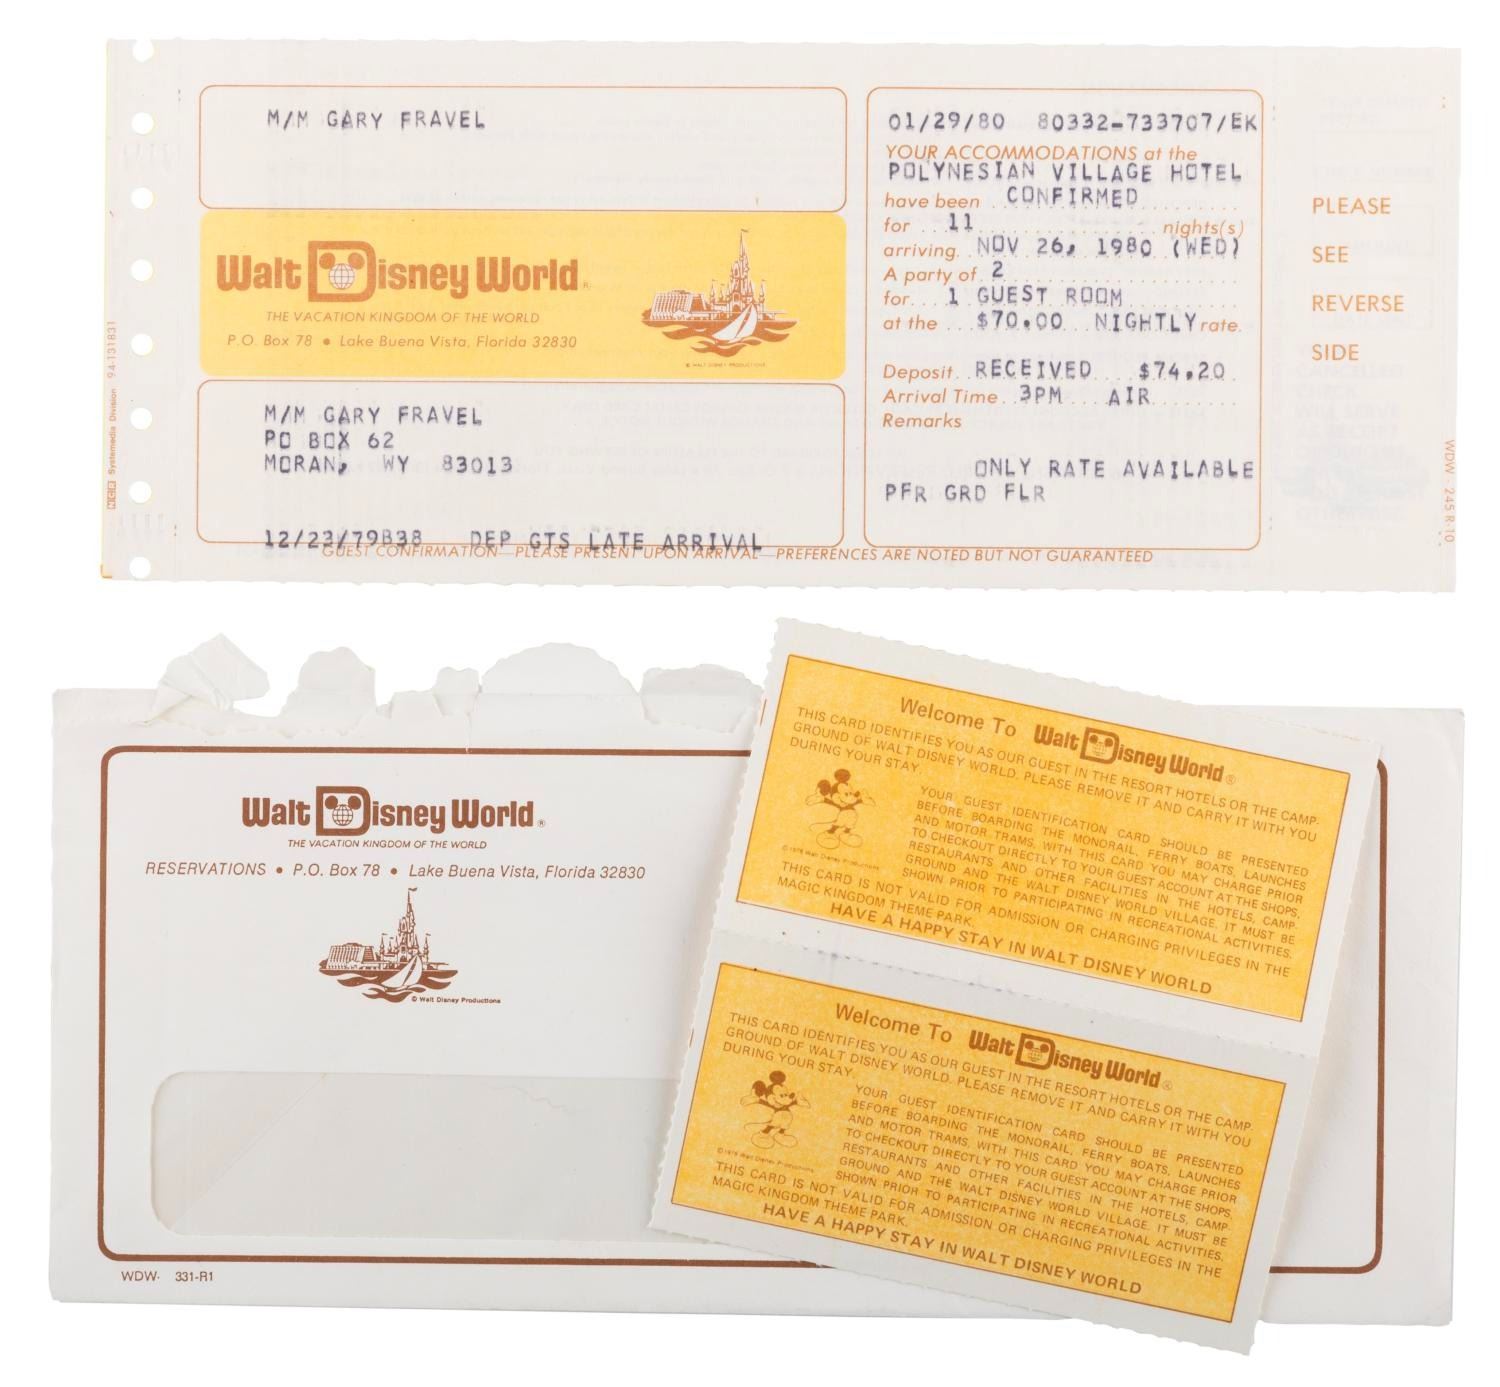 M/M GARY FRAVEL
Walt Disney World®
THE VACATION KINGDOM OF THE WORLD
P.O. Box 78 • Lake Buena Vista, Florida 32830
© WALT DISNEY PRODUCTIONS
M/M GARY FRAVEL
PO BOX 62
MORAN, WY 83013
12/23/79B38 DEP GTS LATE ARRIVAL
GUEST CONFIRMATION—PLEASE PRESENT UPON ARRIVAL—PREFERENCES ARE NOTED BUT NOT GUARANTEED
NCR Systemedia Division 94-131831
01/29/80 80332-733707/EK
YOUR ACCOMMODATIONS at the
POLYNESIAN VILLAGE HOTEL
have been CONFIRMED
for 11 nights(s)
arriving NOV 26, 1980 (WED)
A party of 2
for 1 GUEST ROOM
at the $70.00 NIGHTLY rate.
Deposit RECEIVED $74.20
Arrival Time 3PM AIR
Remarks
ONLY RATE AVAILABLE
PFR GRD FLR
PLEASE
SEE
REVERSE
SIDE
WDW - 245 R-10
Walt Disney World®
THE VACATION KINGDOM OF THE WORLD
RESERVATIONS • P.O. Box 78 • Lake Buena Vista, Florida 32830
© Walt Disney Productions
WDW- 331-R1
Welcome To Walt Disney World®
THIS CARD IDENTIFIES YOU AS OUR GUEST IN THE RESORT HOTELS OR THE CAMP-
GROUND OF WALT DISNEY WORLD. PLEASE REMOVE IT AND CARRY IT WITH YOU
DURING YOUR STAY.
YOUR GUEST IDENTIFICATION CARD SHOULD BE PRESENTED
BEFORE BOARDING THE MONORAIL, FERRY BOATS, LAUNCHES
AND MOTOR TRAMS. WITH THIS CARD YOU MAY CHARGE PRIOR
TO CHECKOUT DIRECTLY TO YOUR GUEST ACCOUNT AT THE SHOPS,
RESTAURANTS AND OTHER FACILITIES IN THE HOTELS, CAMP-
GROUND AND THE WALT DISNEY WORLD VILLAGE. IT MUST BE
SHOWN PRIOR TO PARTICIPATING IN RECREATIONAL ACTIVITIES.
© 1978 Walt Disney Productions
THIS CARD IS NOT VALID FOR ADMISSION OR CHARGING PRIVILEGES IN THE
MAGIC KINGDOM THEME PARK.
HAVE A HAPPY STAY IN WALT DISNEY WORLD
Welcome To Walt Disney World®
THIS CARD IDENTIFIES YOU AS OUR GUEST IN THE RESORT HOTELS OR THE CAMP-
GROUND OF WALT DISNEY WORLD. PLEASE REMOVE IT AND CARRY IT WITH YOU
DURING YOUR STAY.
YOUR GUEST IDENTIFICATION CARD SHOULD BE PRESENTED
BEFORE BOARDING THE MONORAIL, FERRY BOATS, LAUNCHES
AND MOTOR TRAMS. WITH THIS CARD YOU MAY CHARGE PRIOR
TO CHECKOUT DIRECTLY TO YOUR GUEST ACCOUNT AT THE SHOPS,
RESTAURANTS AND OTHER FACILITIES IN THE HOTELS, CAMP-
GROUND AND THE WALT DISNEY WORLD VILLAGE. IT MUST BE
SHOWN PRIOR TO PARTICIPATING IN RECREATIONAL ACTIVITIES.
© 1978 Walt Disney Productions
THIS CARD IS NOT VALID FOR ADMISSION OR CHARGING PRIVILEGES IN THE
MAGIC KINGDOM THEME PARK.
HAVE A HAPPY STAY IN WALT DISNEY WORLD